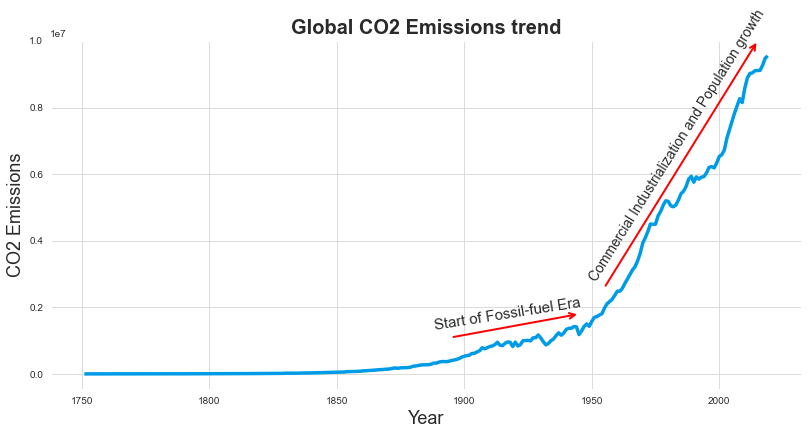 Global CO2 Emissions trend
1e7
1.0
0.8
0.6
0.4
0.2
0.0
CO2 Emissions
Commercial Industrialization and Population growth
Start of Fossil-fuel Era
1750 1800 1850 1900 1950 2000
Year